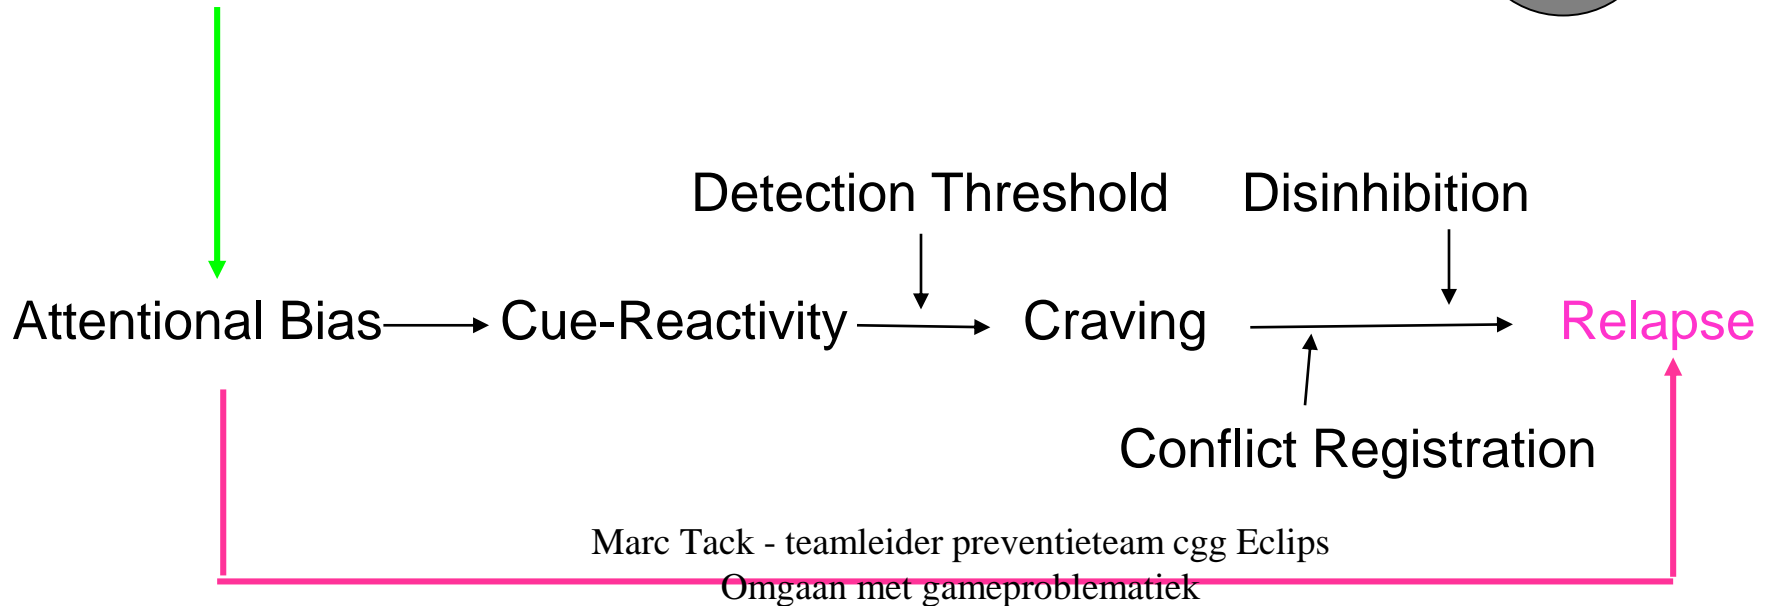 Detection Threshold Disinhibition
Attentional Bias Cue-Reactivity Craving Relapse
Conflict Registration
Marc Tack - teamleider preventieteam cgg Eclips
Omgaan met gameproblematiek